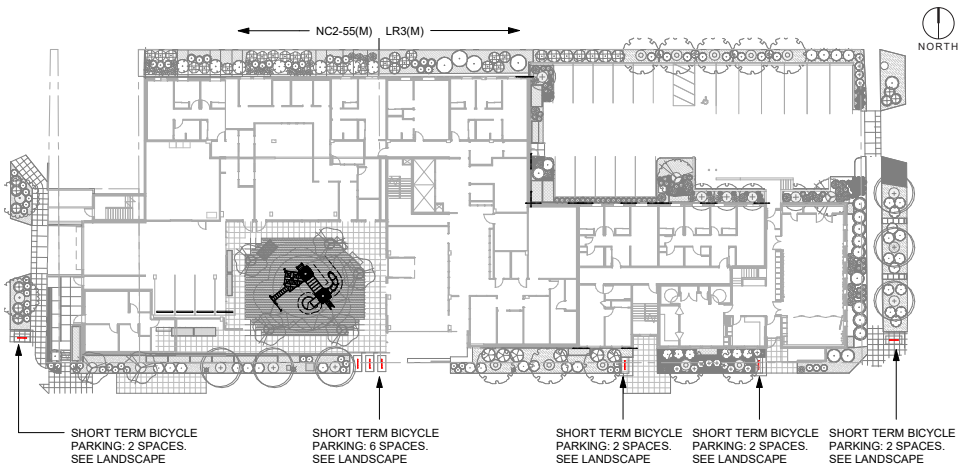 NC2-55(M) LR3(M)
NORTH
SHORT TERM BICYCLE
PARKING: 2 SPACES.
SEE LANDSCAPE
SHORT TERM BICYCLE
PARKING: 6 SPACES.
SEE LANDSCAPE
SHORT TERM BICYCLE
PARKING: 2 SPACES.
SEE LANDSCAPE
SHORT TERM BICYCLE
PARKING: 2 SPACES.
SEE LANDSCAPE
SHORT TERM BICYCLE
PARKING: 2 SPACES.
SEE LANDSCAPE